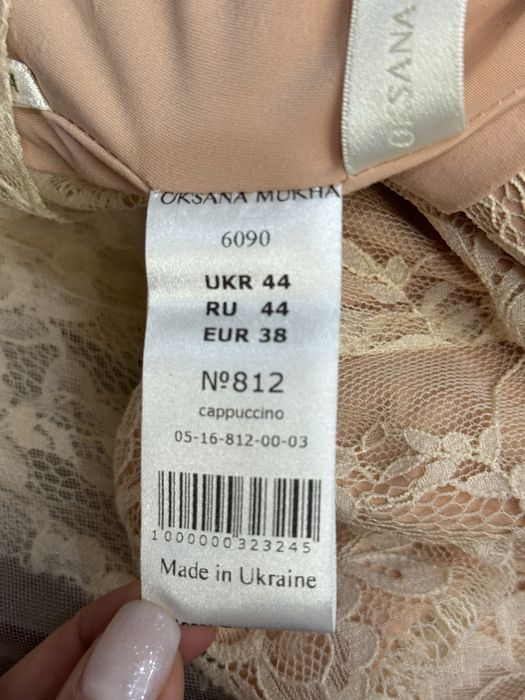 OKSANA
OKSANA MUKHA
6090
UKR 44
RU 44
EUR 38
№812
cappuccino
05-16-812-00-03
1000000323245
Made in Ukraine